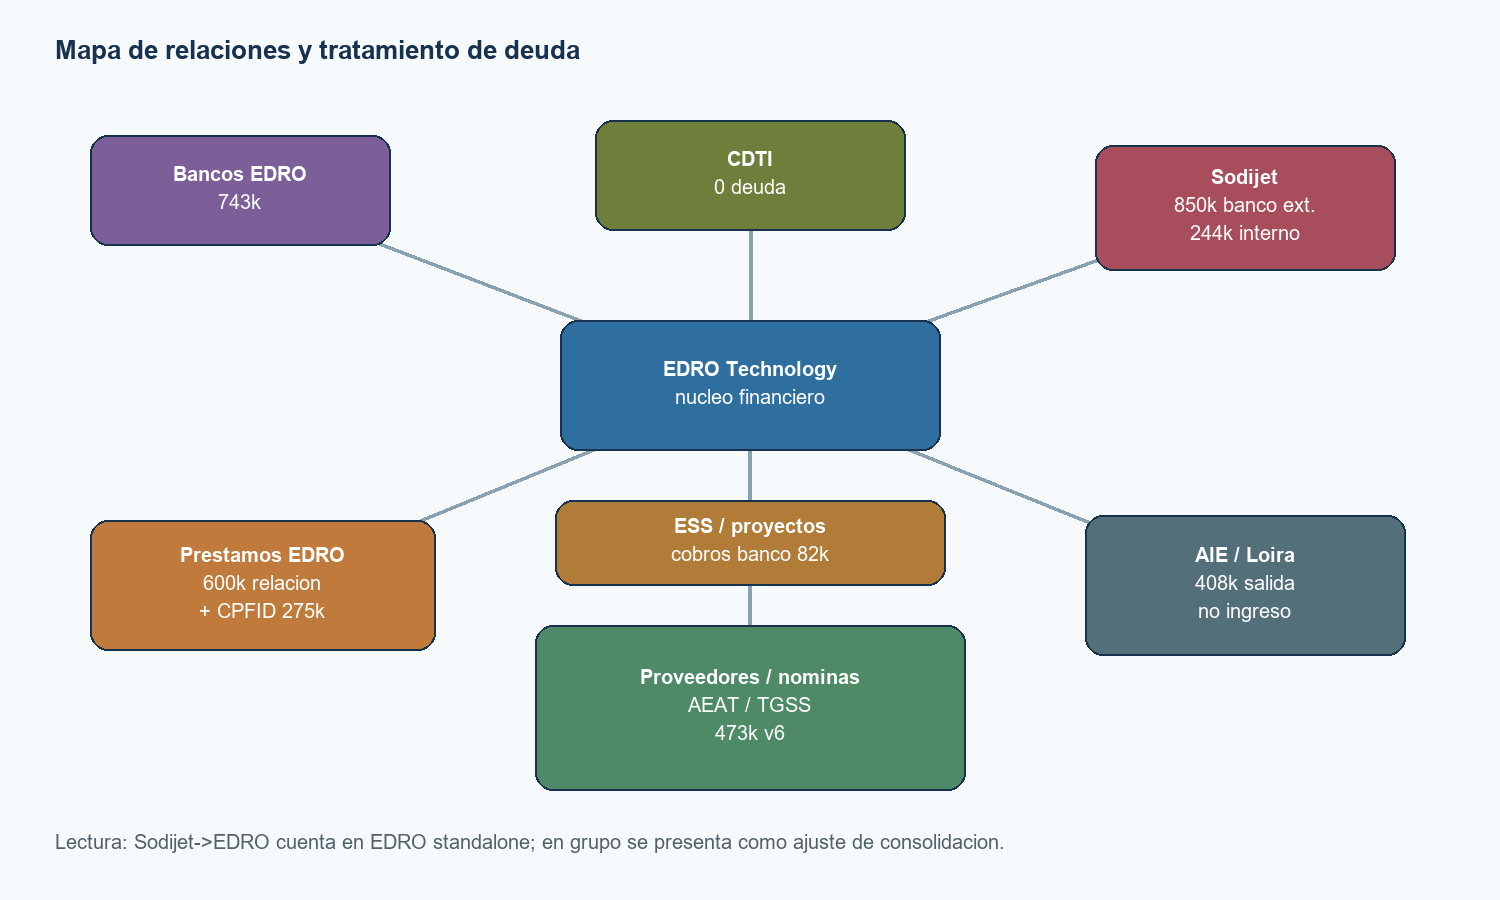 Mapa de relaciones y tratamiento de deuda
Bancos EDRO
743k
CDTI
0 deuda
Sodijet
850k banco ext.
244k interno
EDRO Technology
nucleo financiero
Prestamos EDRO
600k relacion
+ CPFID 275k
ESS / proyectos
cobros banco 82k
AIE / Loira
408k salida
no ingreso
Proveedores / nominas
AEAT / TGSS
473k v6
Lectura: Sodijet->EDRO cuenta en EDRO standalone; en grupo se presenta como ajuste de consolidacion.